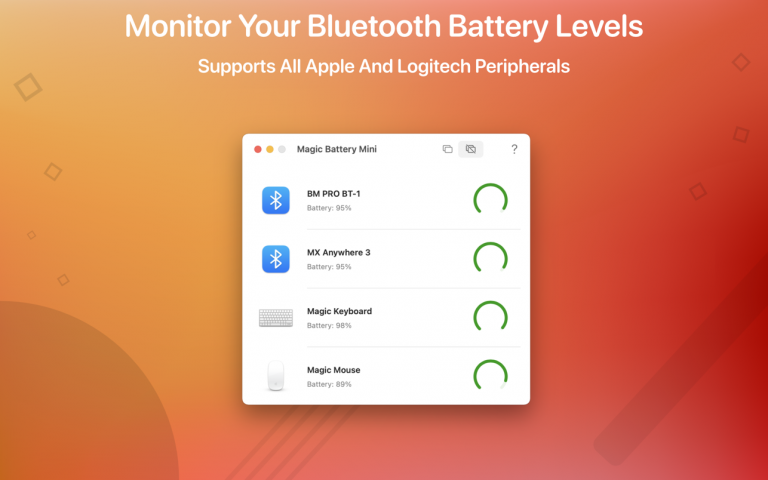 Monitor Your Bluetooth Battery Levels
Supports All Apple And Logitech Peripherals
Magic Battery Mini
?
BM PRO BT-1
Battery: 95%
MX Anywhere 3
Battery: 95%
Magic Keyboard
Battery: 98%
Magic Mouse
Battery: 89%